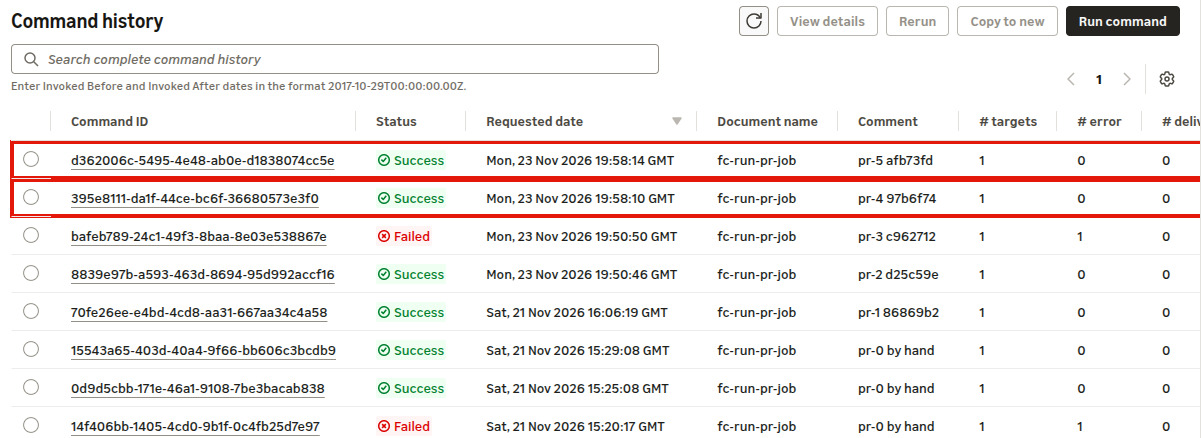 Command history
View details Rerun Copy to new Run command
Search complete command history
Enter Invoked Before and Invoked After dates in the format 2017-10-29T00:00:00.00Z.
1
Command ID Status Requested date Document name Comment # targets # error # deliv
d362006c-5495-4e48-ab0e-d1838074cc5e Success Mon, 23 Nov 2026 19:58:14 GMT fc-run-pr-job pr-5 afb73fd 1 0 0
395e8111-da1f-44ce-bc6f-36680573e3f0 Success Mon, 23 Nov 2026 19:58:10 GMT fc-run-pr-job pr-4 97b6f74 1 0 0
bafeb789-24c1-49f3-8baa-8e03e538867e Failed Mon, 23 Nov 2026 19:50:50 GMT fc-run-pr-job pr-3 c962712 1 1 0
8839e97b-a593-463d-8694-95d992accf16 Success Mon, 23 Nov 2026 19:50:46 GMT fc-run-pr-job pr-2 d25c59e 1 0 0
70fe26ee-e4bd-4cd8-aa31-667aa34c4a58 Success Sat, 21 Nov 2026 16:06:19 GMT fc-run-pr-job pr-1 86869b2 1 0 0
15543a65-403d-40a4-9f66-bb606c3bcdb9 Success Sat, 21 Nov 2026 15:29:08 GMT fc-run-pr-job pr-0 by hand 1 0 0
0d9d5cbb-171e-46a1-9108-7be3bacab838 Success Sat, 21 Nov 2026 15:25:08 GMT fc-run-pr-job pr-0 by hand 1 0 0
14f406bb-1405-4cd0-9b1f-0c4fb25d7e97 Failed Sat, 21 Nov 2026 15:20:17 GMT fc-run-pr-job pr-0 by hand 1 1 0